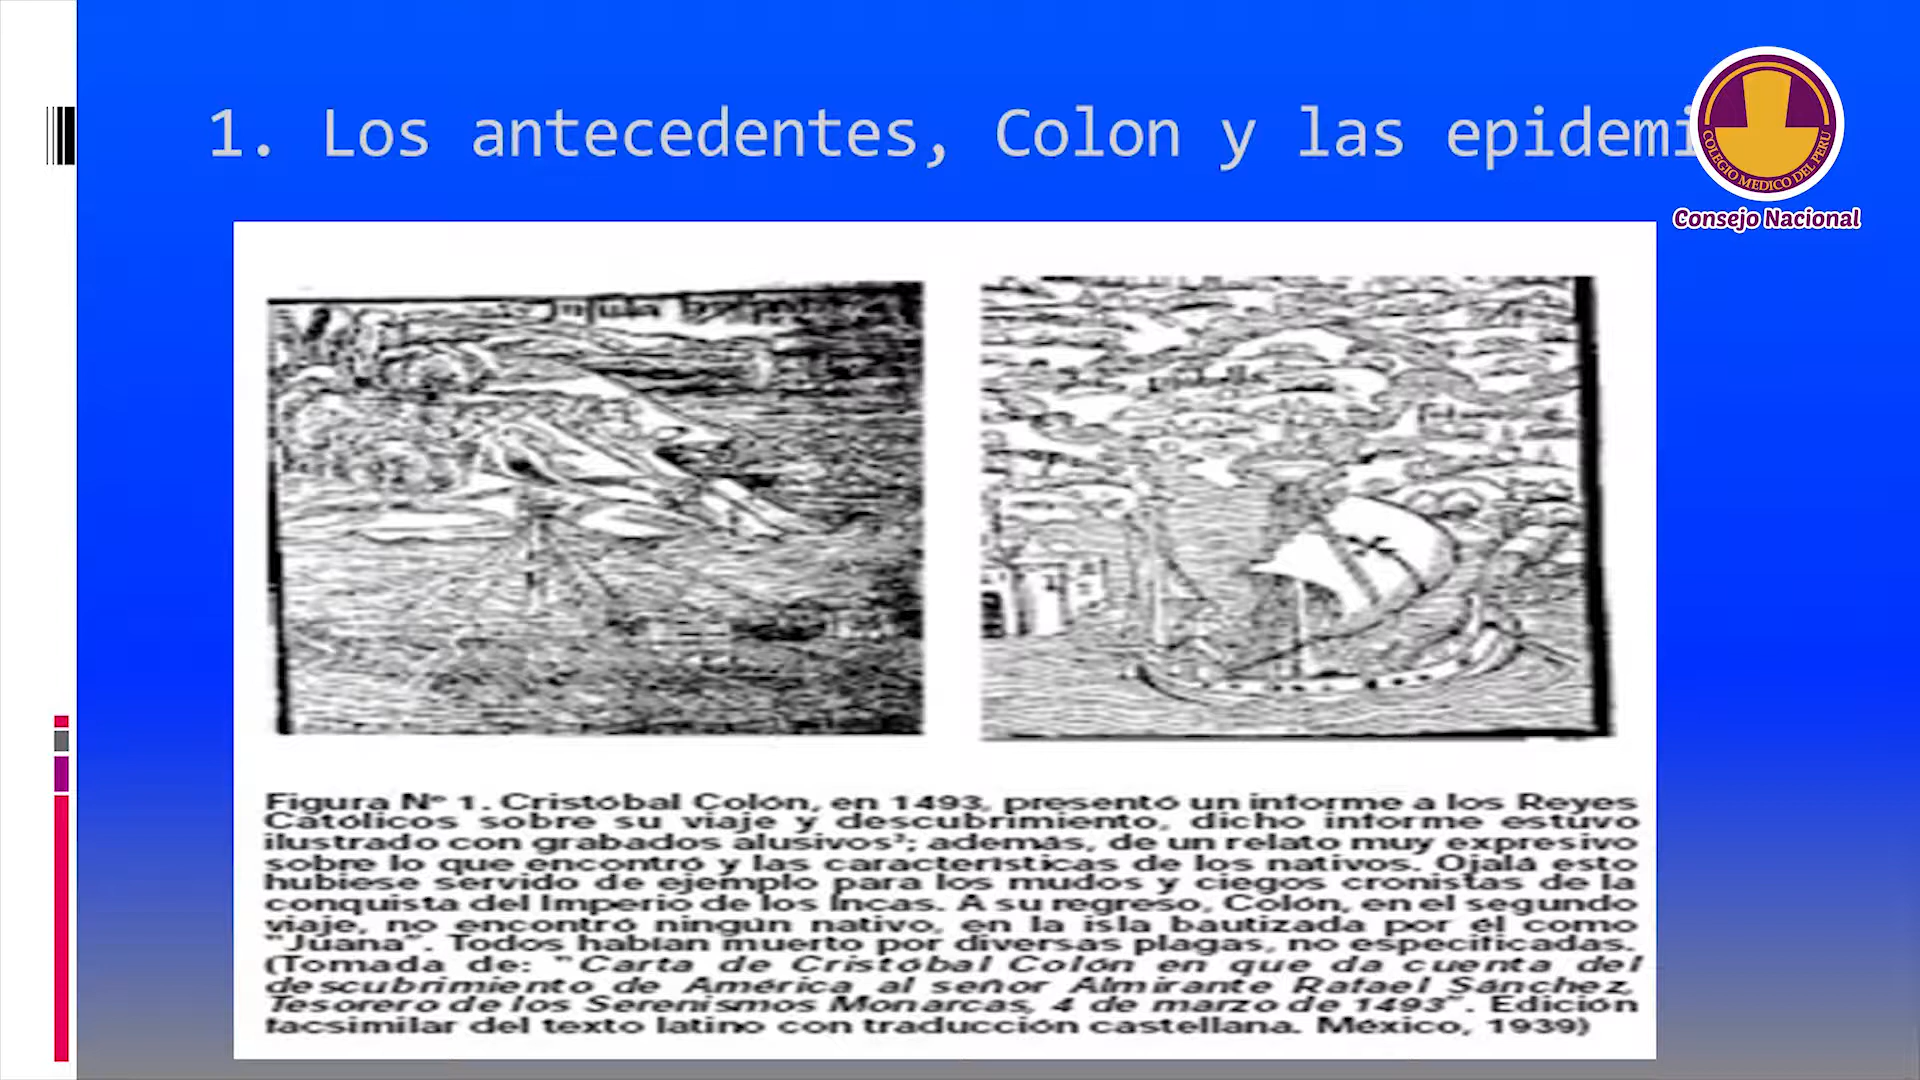 1. Los antecedentes, Colon y las epidemi
COLEGIO MEDICO DEL PERU
Consejo Nacional
Figura Nº 1. Cristóbal Colón, en 1493, presentó un informe a los Reyes
Católicos sobre su viaje y descubrimiento, dicho informe estuvo
ilustrado con grabados alusivos³; además, de un relato muy expresivo
sobre lo que encontró y las características de los nativos. Ojalá esto
hubiese servido de ejemplo para los mudos y ciegos cronistas de la
conquista del Imperio de los Incas. A su regreso, Colón, en el segundo
viaje, no encontró ningún nativo, en la isla bautizada por él como
"Juana". Todos habían muerto por diversas plagas, no especificadas.
(Tomada de: "Carta de Cristóbal Colón en que da cuenta del
descubrimiento de América al señor Almirante Rafael Sánchez,
Tesorero de los Serenismos Monarcas, 4 de marzo de 1493". Edición
facsimilar del texto latino con traducción castellana. México, 1939)